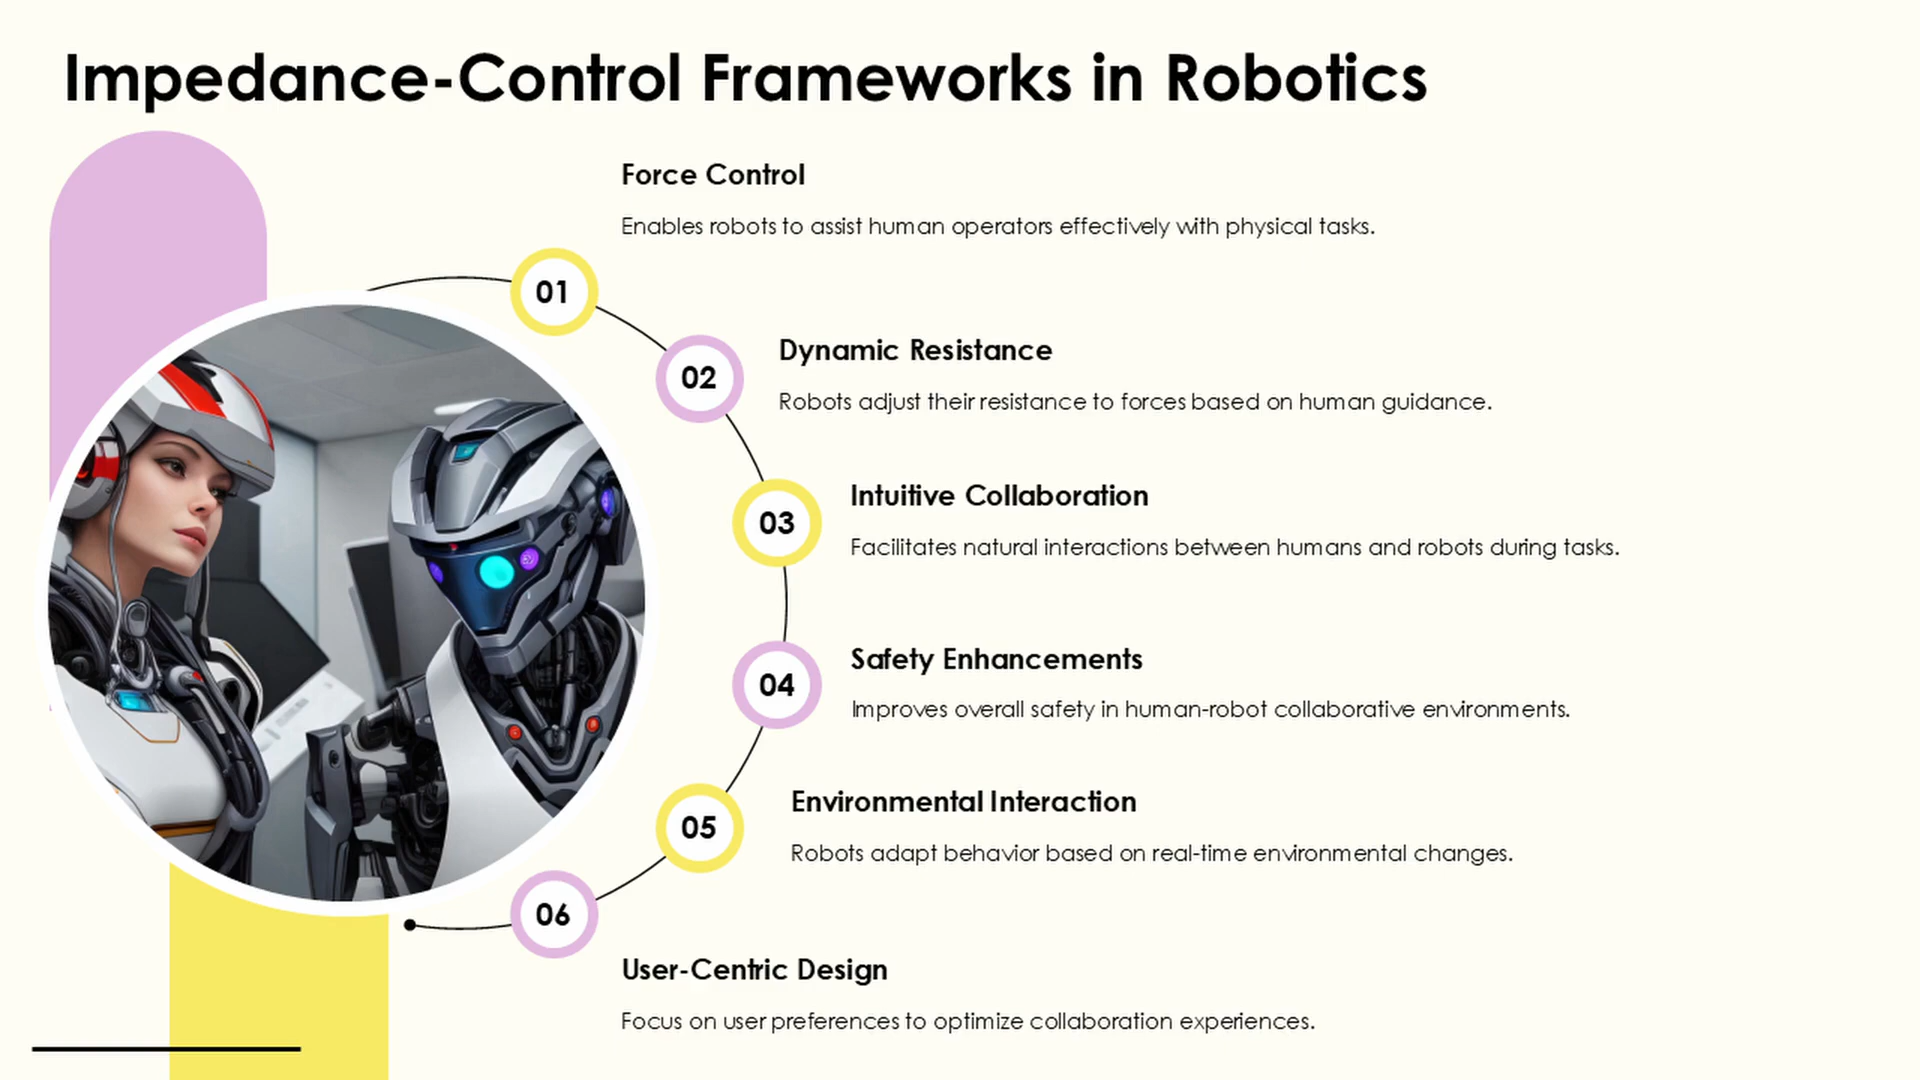 Impedance-Control Frameworks in Robotics
Force Control
Enables robots to assist human operators effectively with physical tasks.
01
02
Dynamic Resistance
Robots adjust their resistance to forces based on human guidance.
03
Intuitive Collaboration
Facilitates natural interactions between humans and robots during tasks.
04
Safety Enhancements
Improves overall safety in human-robot collaborative environments.
05
Environmental Interaction
Robots adapt behavior based on real-time environmental changes.
06
User-Centric Design
Focus on user preferences to optimize collaboration experiences.